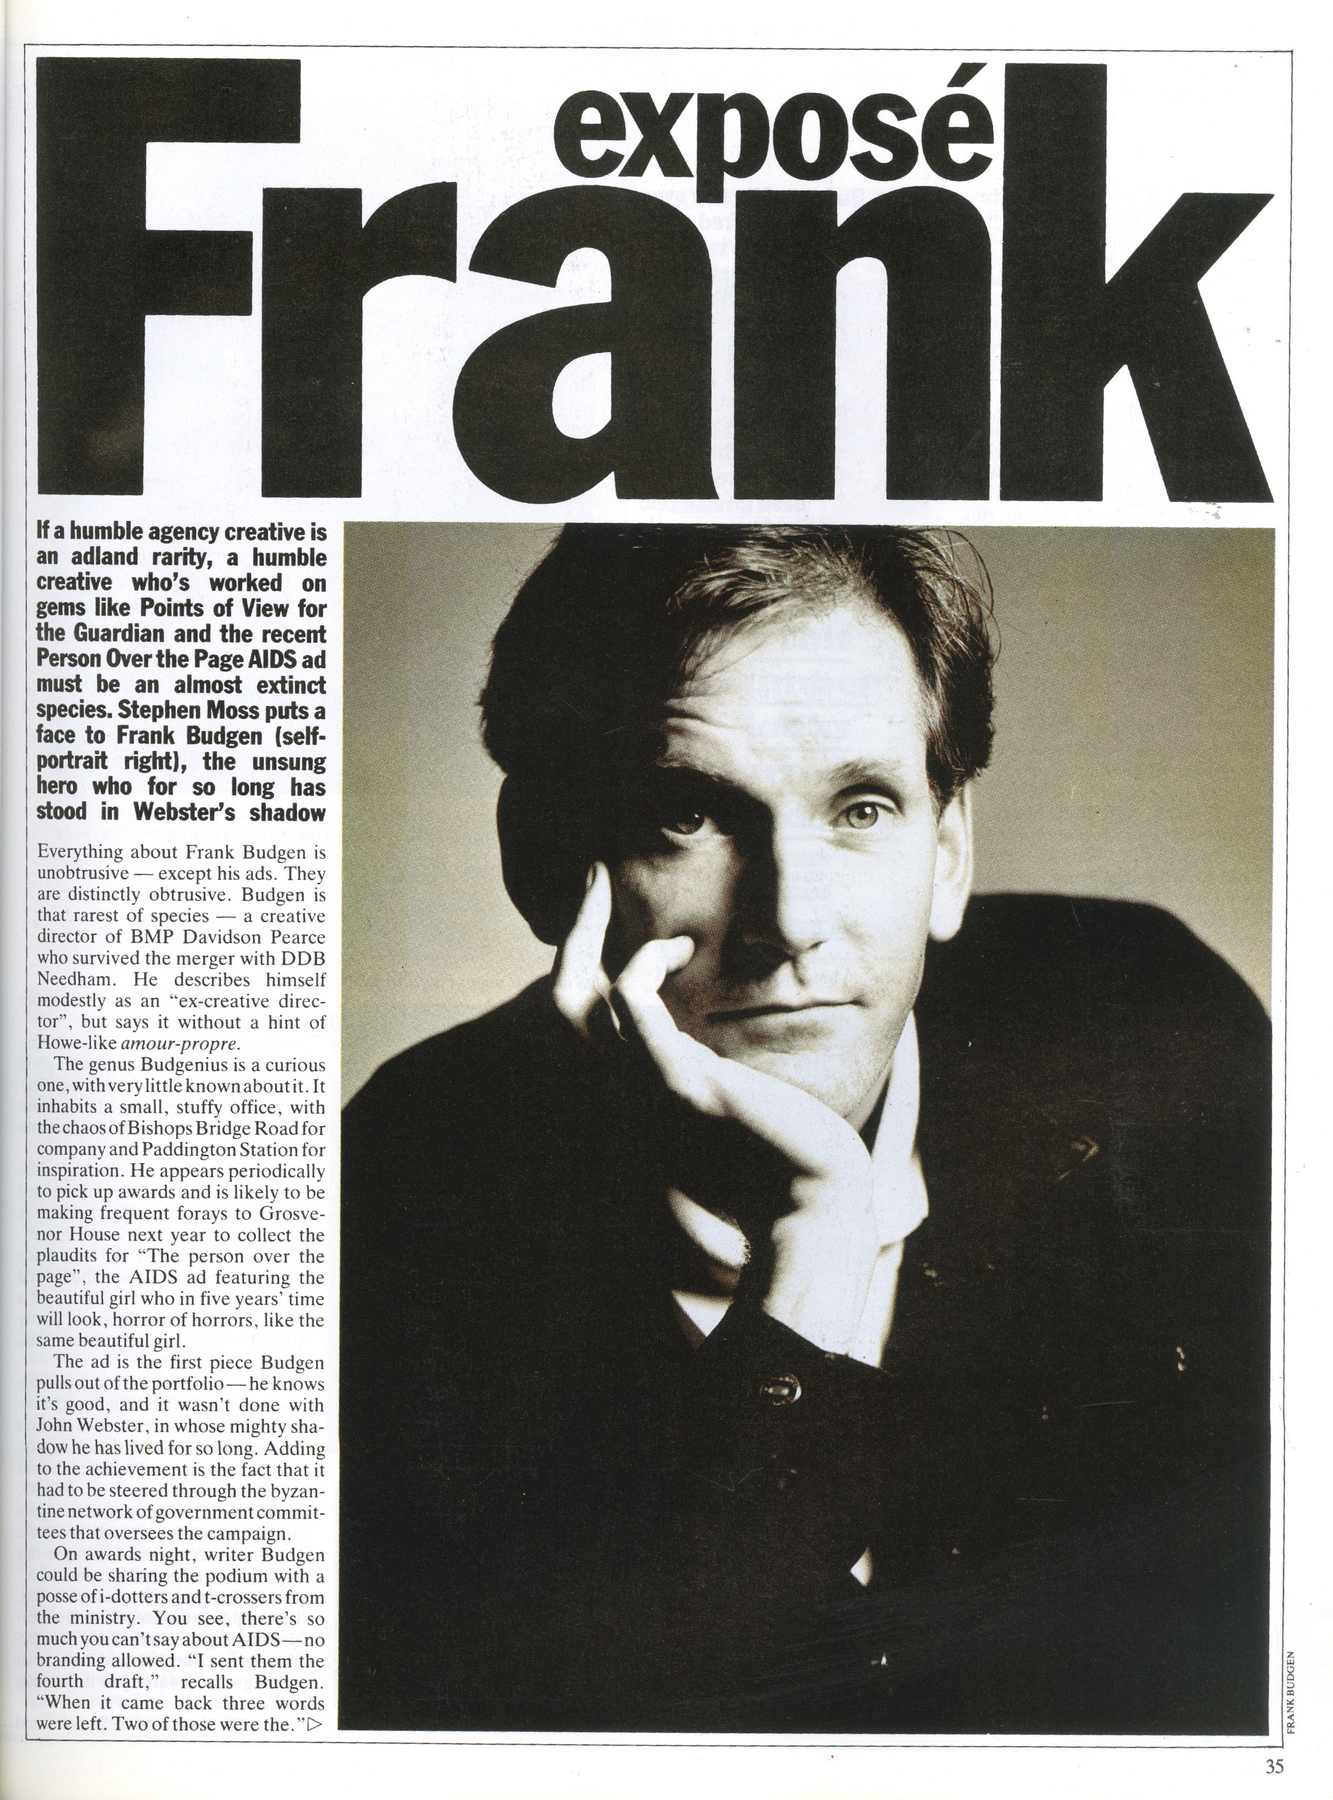 Frank
exposé
If a humble agency creative is
an adland rarity, a humble
creative who's worked on
gems like Points of View for
the Guardian and the recent
Person Over the Page AIDS ad
must be an almost extinct
species. Stephen Moss puts a
face to Frank Budgen (self-
portrait right), the unsung
hero who for so long has
stood in Webster's shadow
Everything about Frank Budgen is
unobtrusive — except his ads. They
are distinctly obtrusive. Budgen is
that rarest of species — a creative
director of BMP Davidson Pearce
who survived the merger with DDB
Needham. He describes himself
modestly as an “ex-creative direc-
tor”, but says it without a hint of
Howe-like amour-propre.
The genus Budgenius is a curious
one, with very little known about it. It
inhabits a small, stuffy office, with
the chaos of Bishops Bridge Road for
company and Paddington Station for
inspiration. He appears periodically
to pick up awards and is likely to be
making frequent forays to Grosve-
nor House next year to collect the
plaudits for “The person over the
page”, the AIDS ad featuring the
beautiful girl who in five years’ time
will look, horror of horrors, like the
same beautiful girl.
The ad is the first piece Budgen
pulls out of the portfolio — he knows
it’s good, and it wasn’t done with
John Webster, in whose mighty sha-
dow he has lived for so long. Adding
to the achievement is the fact that it
had to be steered through the byzan-
tine network of government commit-
tees that oversees the campaign.
On awards night, writer Budgen
could be sharing the podium with a
posse of i-dotters and t-crossers from
the ministry. You see, there’s so
much you can’t say about AIDS — no
branding allowed. “I sent them the
fourth draft,” recalls Budgen.
“When it came back three words
were left. Two of those were the.” ▷
FRANK BUDGEN
35